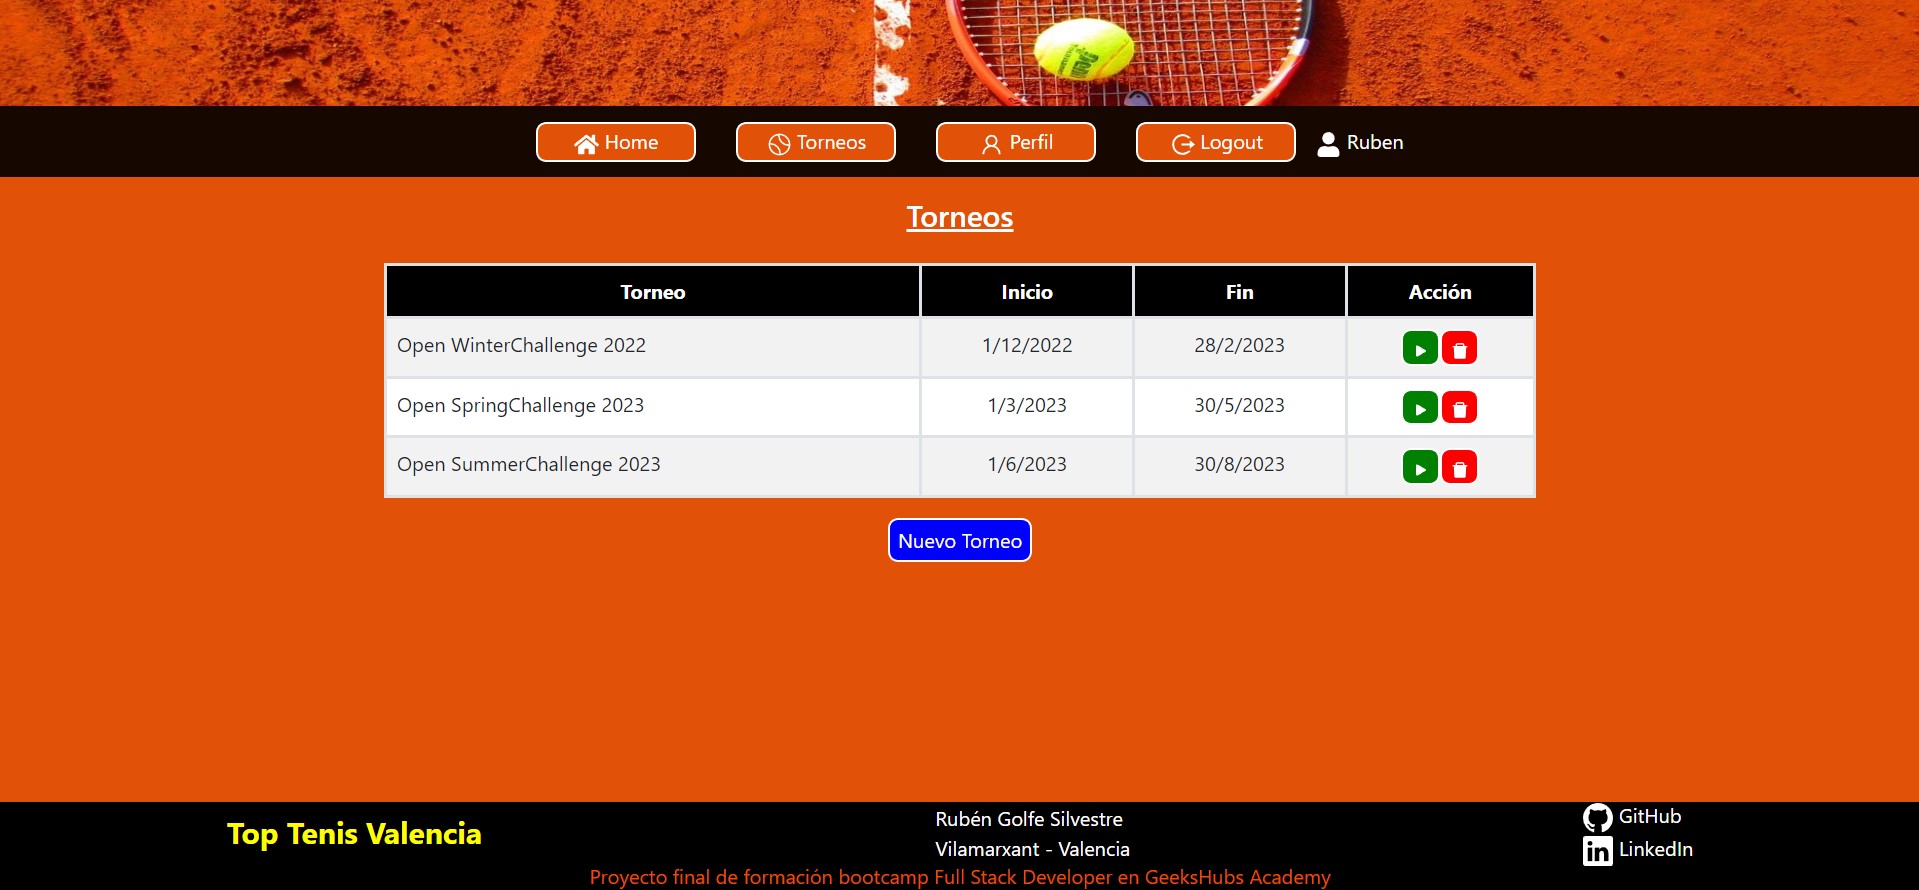 Penn
Home Torneos Perfil Logout Ruben
Torneos
Torneo Inicio Fin Acción
Open WinterChallenge 2022 1/12/2022 28/2/2023
Open SpringChallenge 2023 1/3/2023 30/5/2023
Open SummerChallenge 2023 1/6/2023 30/8/2023
Nuevo Torneo
Top Tenis Valencia
Rubén Golfe Silvestre
Vilamarxant - Valencia
GitHub
LinkedIn
Proyecto final de formación bootcamp Full Stack Developer en GeeksHubs Academy